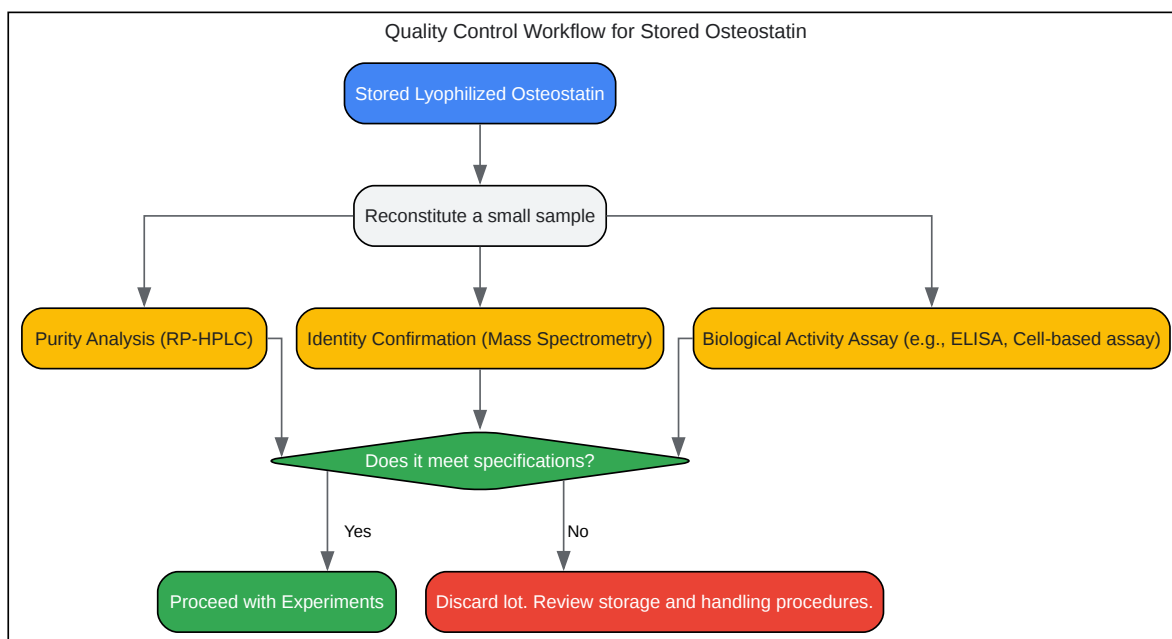 Quality Control Workflow for Stored Osteostatin
Stored Lyophilized Osteostatin
Reconstitute a small sample
Purity Analysis (RP-HPLC)
Identity Confirmation (Mass Spectrometry)
Biological Activity Assay (e.g., ELISA, Cell-based assay)
Does it meet specifications?
Yes
No
Proceed with Experiments
Discard lot. Review storage and handling procedures.